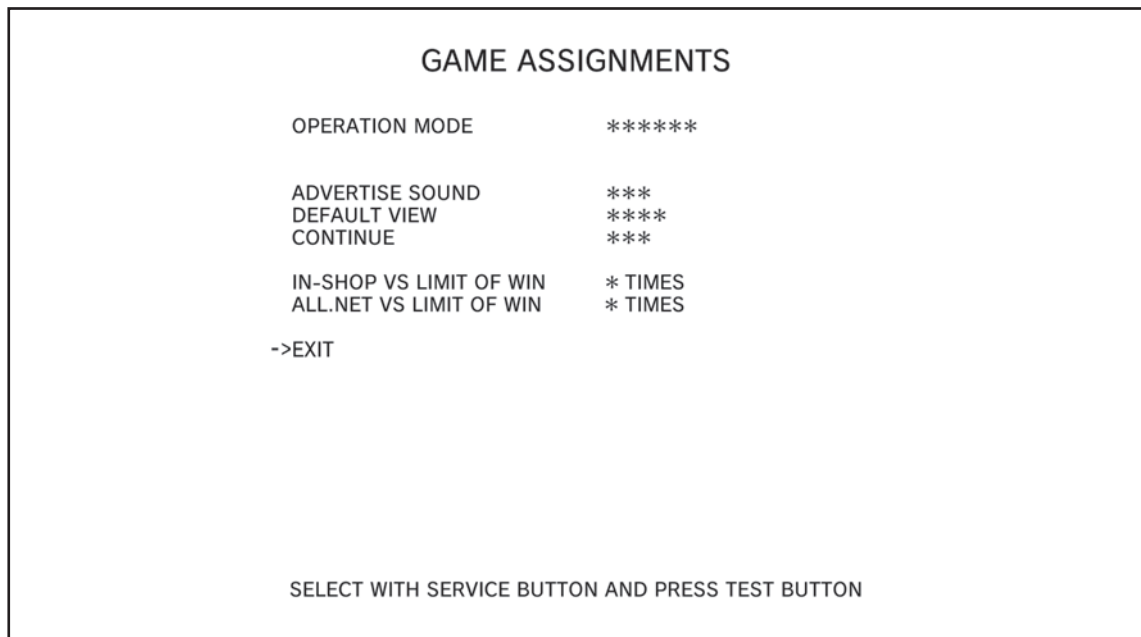 GAME ASSIGNMENTS
OPERATION MODE ******
ADVERTISE SOUND ***
DEFAULT VIEW ****
CONTINUE ***
IN-SHOP VS LIMIT OF WIN * TIMES
ALL.NET VS LIMIT OF WIN * TIMES
->EXIT
SELECT WITH SERVICE BUTTON AND PRESS TEST BUTTON